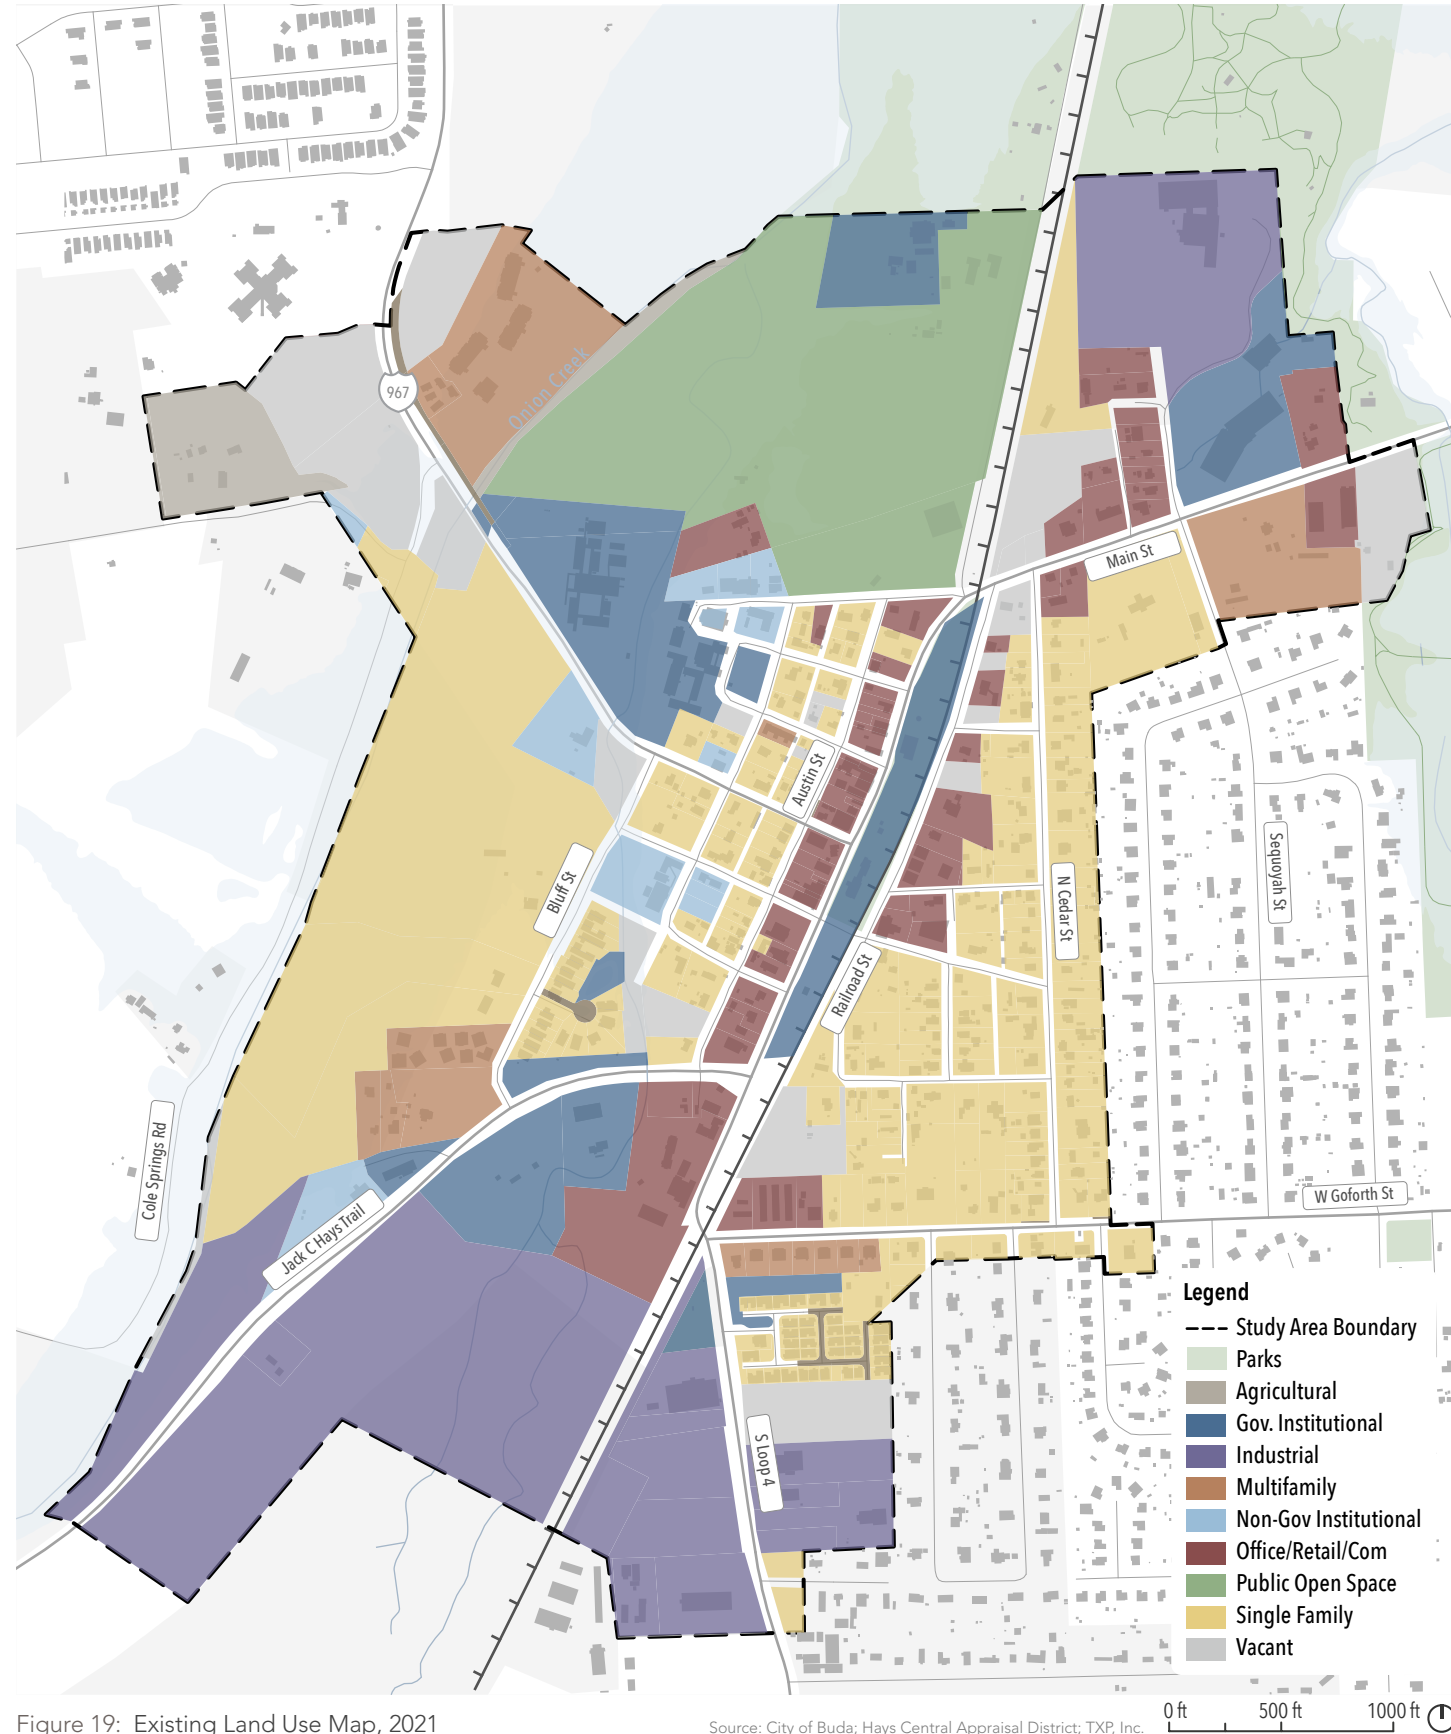 967
Onion Creek
Main St
Austin St
Bluff St
Sequoyah St
N Cedar St
Railroad St
Cole Springs Rd
W Goforth St
Jack C Hays Trail
S Loop 4
Legend
Study Area Boundary
Parks
Agricultural
Gov. Institutional
Industrial
Multifamily
Non-Gov Institutional
Office/Retail/Com
Public Open Space
Single Family
Vacant
0 ft 500 ft 1000 ft
Figure 19: Existing Land Use Map, 2021
Source: City of Buda; Hays Central Appraisal District; TXP, Inc.